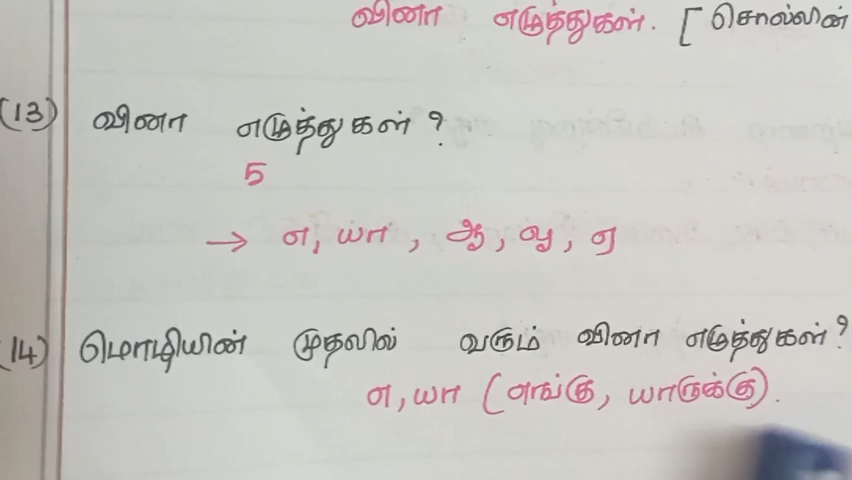 வினா எழுத்துகள். [சொல்லின்
(13) வினா எழுத்துகள்?
5
→ எ, யா, ஆ, ஓ, ஏ
(14) மொழியின் முதலில் வரும் வினா எழுத்துகள்?
எ, யா (எங்கு, யாருக்கு).